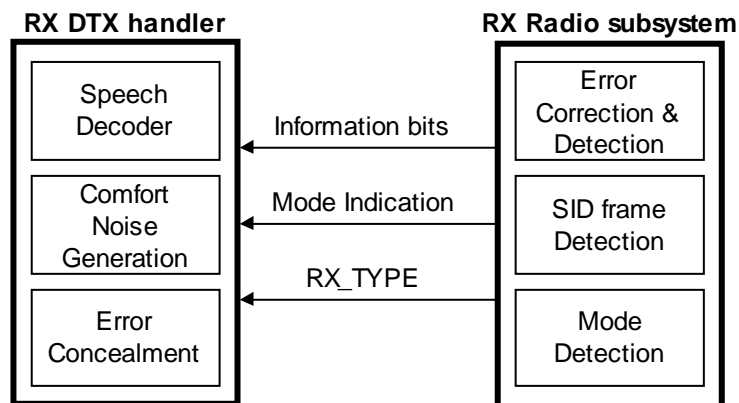 RX DTX handler
RX Radio subsystem
Speech
Decoder
Comfort
Noise
Generation
Error
Concealment
Information bits
Mode Indication
RX_TYPE
Error
Correction &
Detection
SID frame
Detection
Mode
Detection